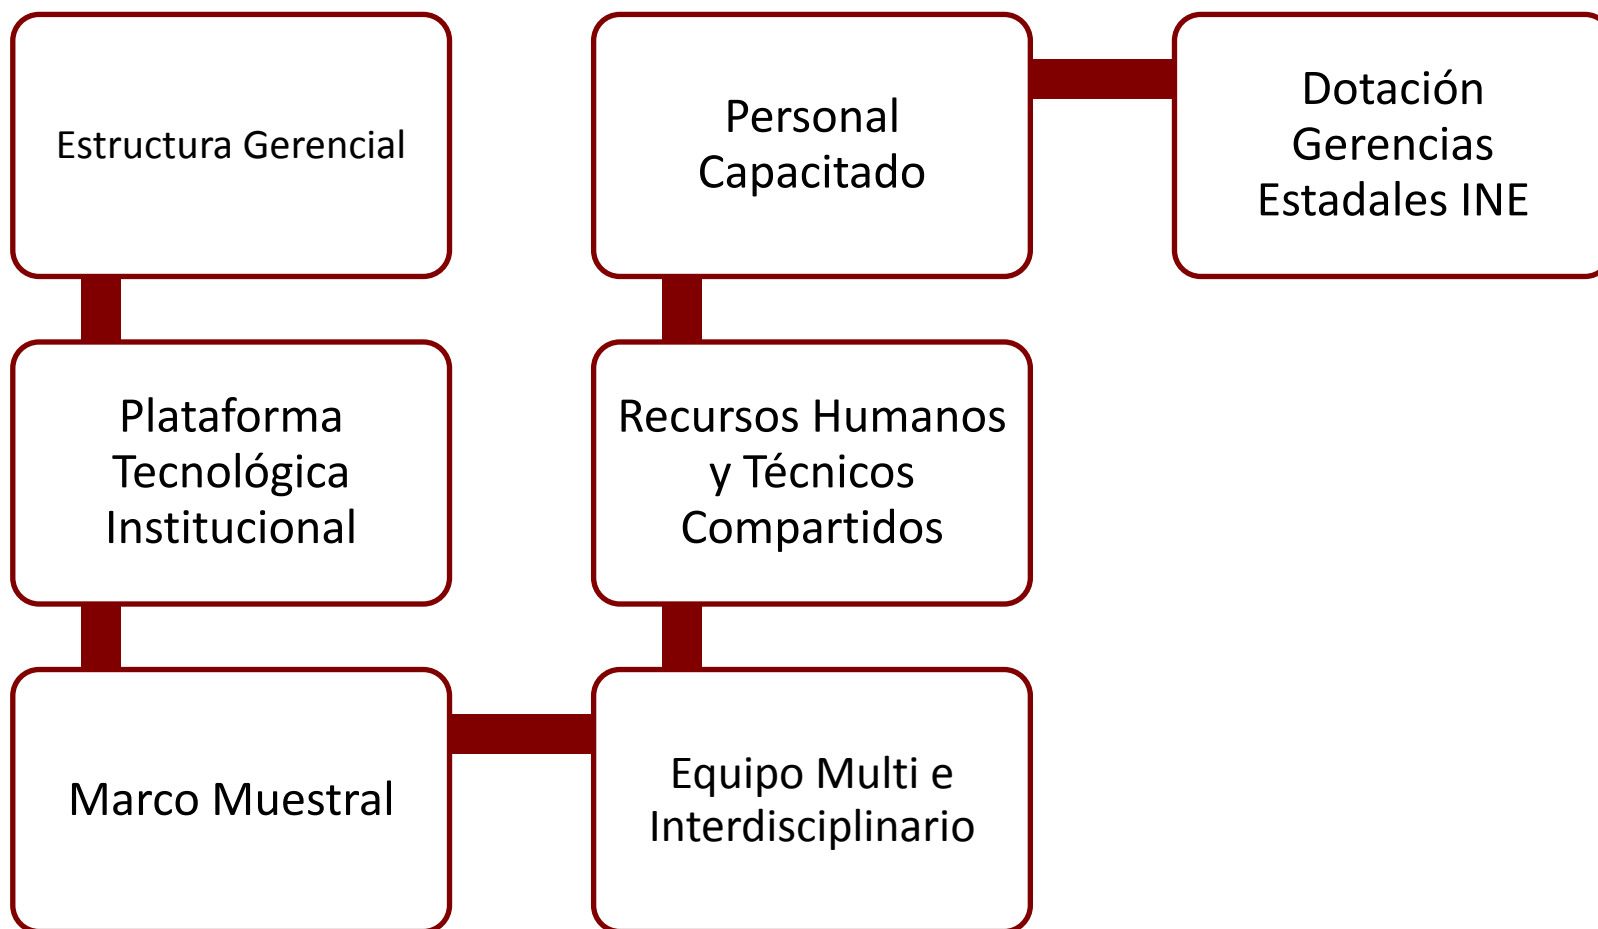 Estructura Gerencial
Plataforma
Tecnológica
Institucional
Marco Muestral
Equipo Multi e
Interdisciplinario
Recursos Humanos
y Técnicos
Compartidos
Personal
Capacitado
Dotación
Gerencias
Estadales INE